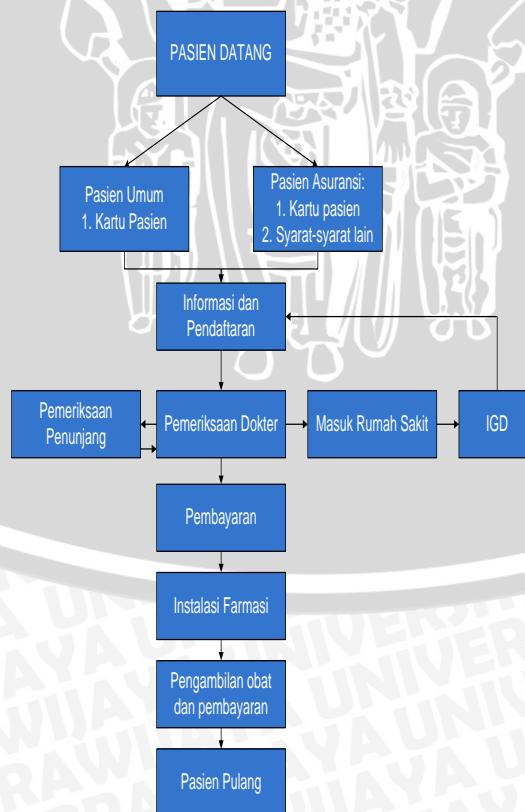 PASIEN DATANG
Pasien Umum
1. Kartu Pasien
Pasien Asuransi:
1. Kartu pasien
2. Syarat-syarat lain
Informasi dan
Pendaftaran
Pemeriksaan
Penunjang
Pemeriksaan Dokter
Masuk Rumah Sakit
IGD
Pembayaran
Instalasi Farmasi
Pengambilan obat
dan pembayaran
Pasien Pulang